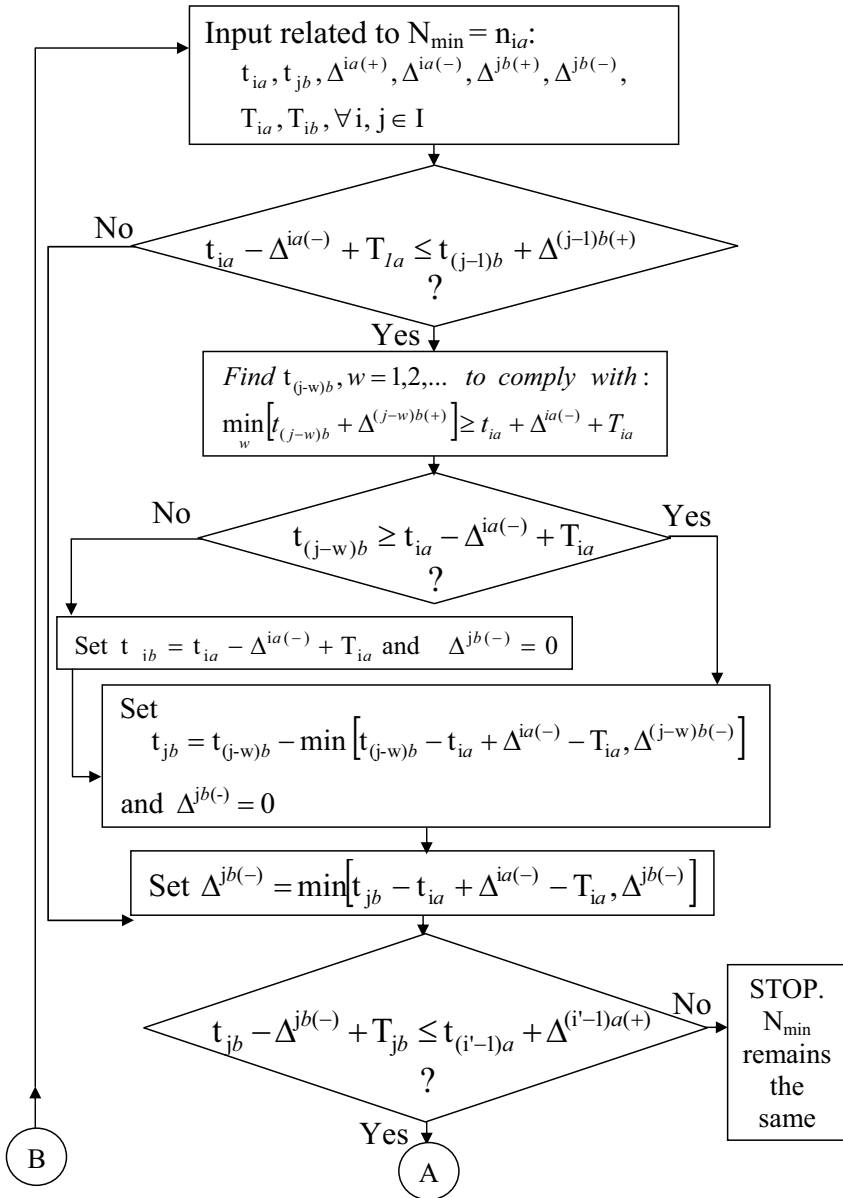 Input related to N_min = n_ia:
t_ia, t_jb, Δ^ia(+), Δ^ia(−), Δ^jb(+), Δ^jb(−),
T_ia, T_ib, ∀ i, j ∈ I
No
t_ia − Δ^ia(−) + T_1a ≤ t_(j−1)b + Δ^(j−1)b(+)
?
Yes
Find t_(j-w)b, w = 1,2,... to comply with:
min_w [t_(j−w)b + Δ^(j−w)b(+)] ≥ t_ia + Δ^ia(−) + T_ia
No
Yes
t_(j−w)b ≥ t_ia − Δ^ia(−) + T_ia
?
Set t_jb = t_ia − Δ^ia(−) + T_ia and Δ^jb(−) = 0
Set
t_jb = t_(j-w)b − min [t_(j-w)b − t_ia + Δ^ia(−) − T_ia, Δ^(j−w)b(−)]
and Δ^jb(-) = 0
Set Δ^jb(−) = min[t_jb − t_ia + Δ^ia(−) − T_ia, Δ^jb(−)]
t_jb − Δ^jb(−) + T_jb ≤ t_(i'−1)a + Δ^(i'−1)a(+)
?
No
STOP.
N_min
remains
the
same
Yes
B
A